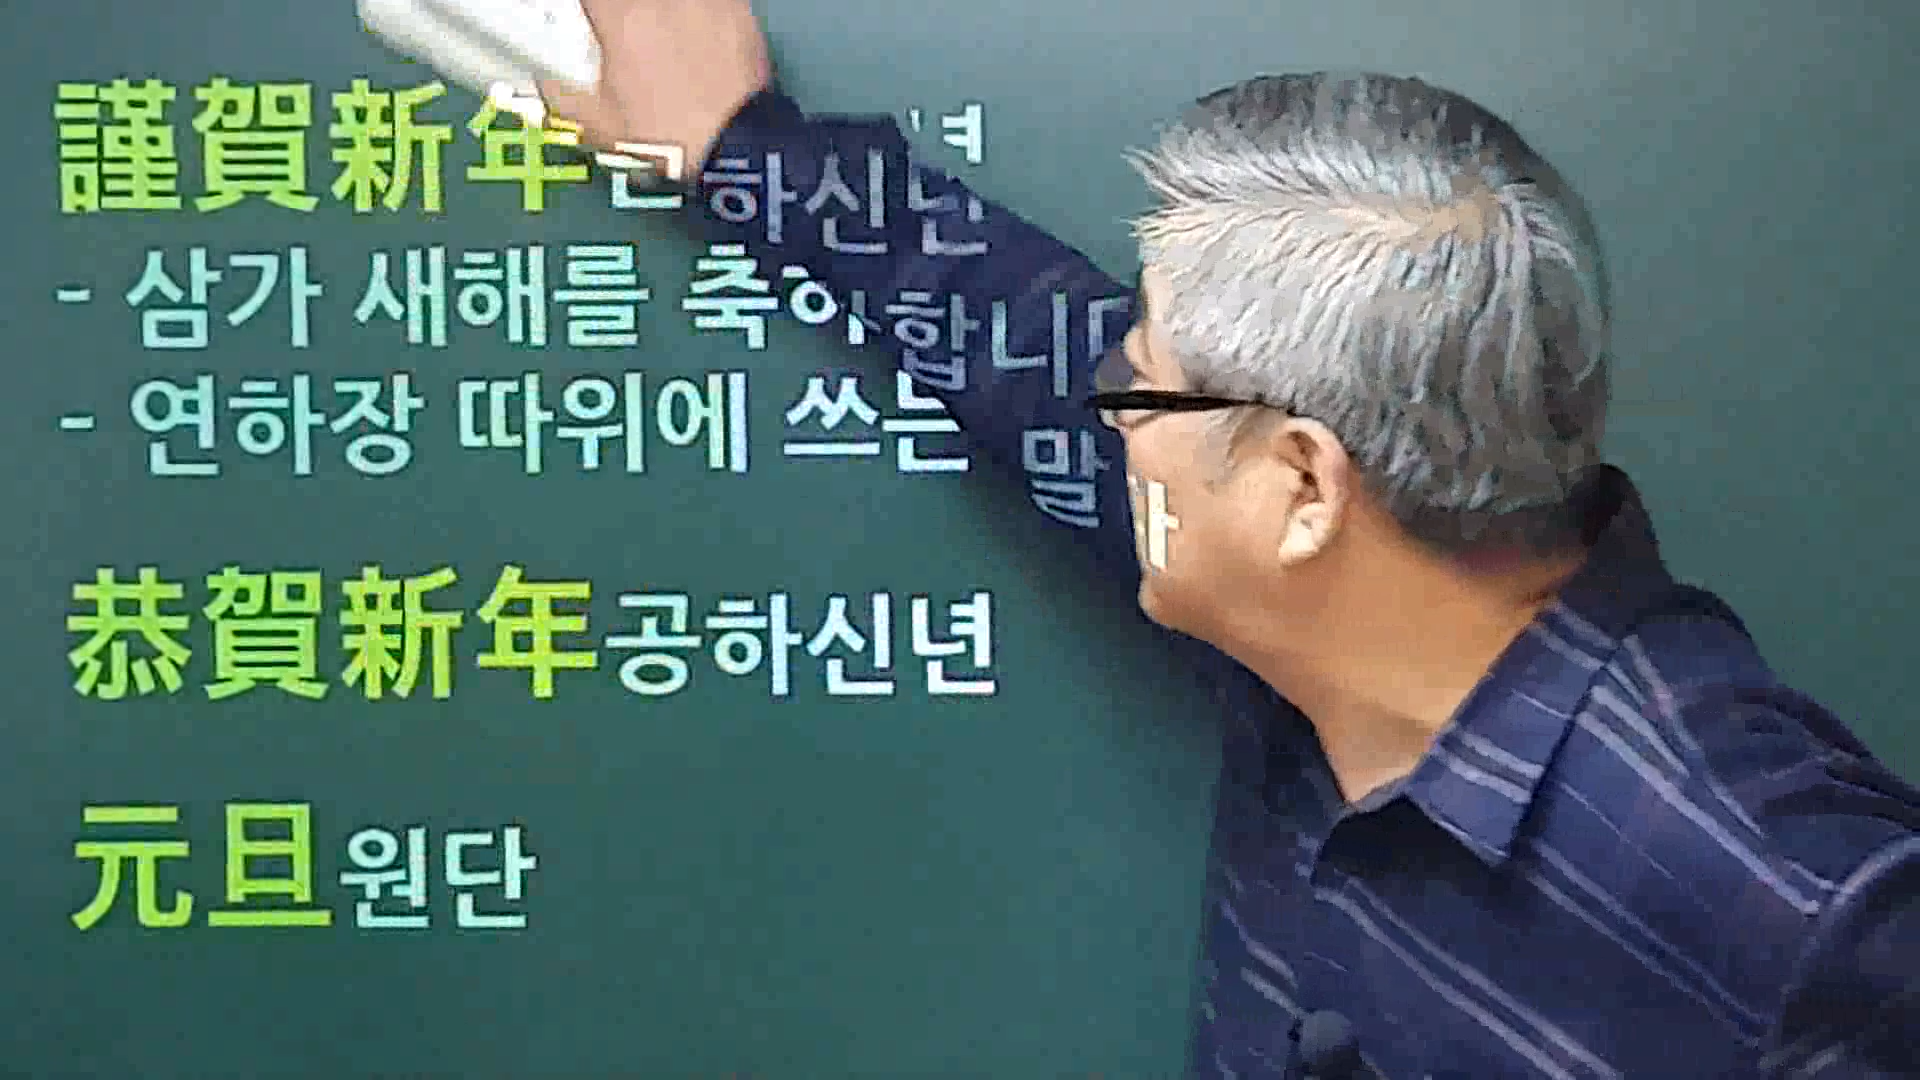 謹賀新年근하신년
- 삼가 새해를 축하합니다
- 연하장 따위에 쓰는 말
恭賀新年공하신년
元旦원단